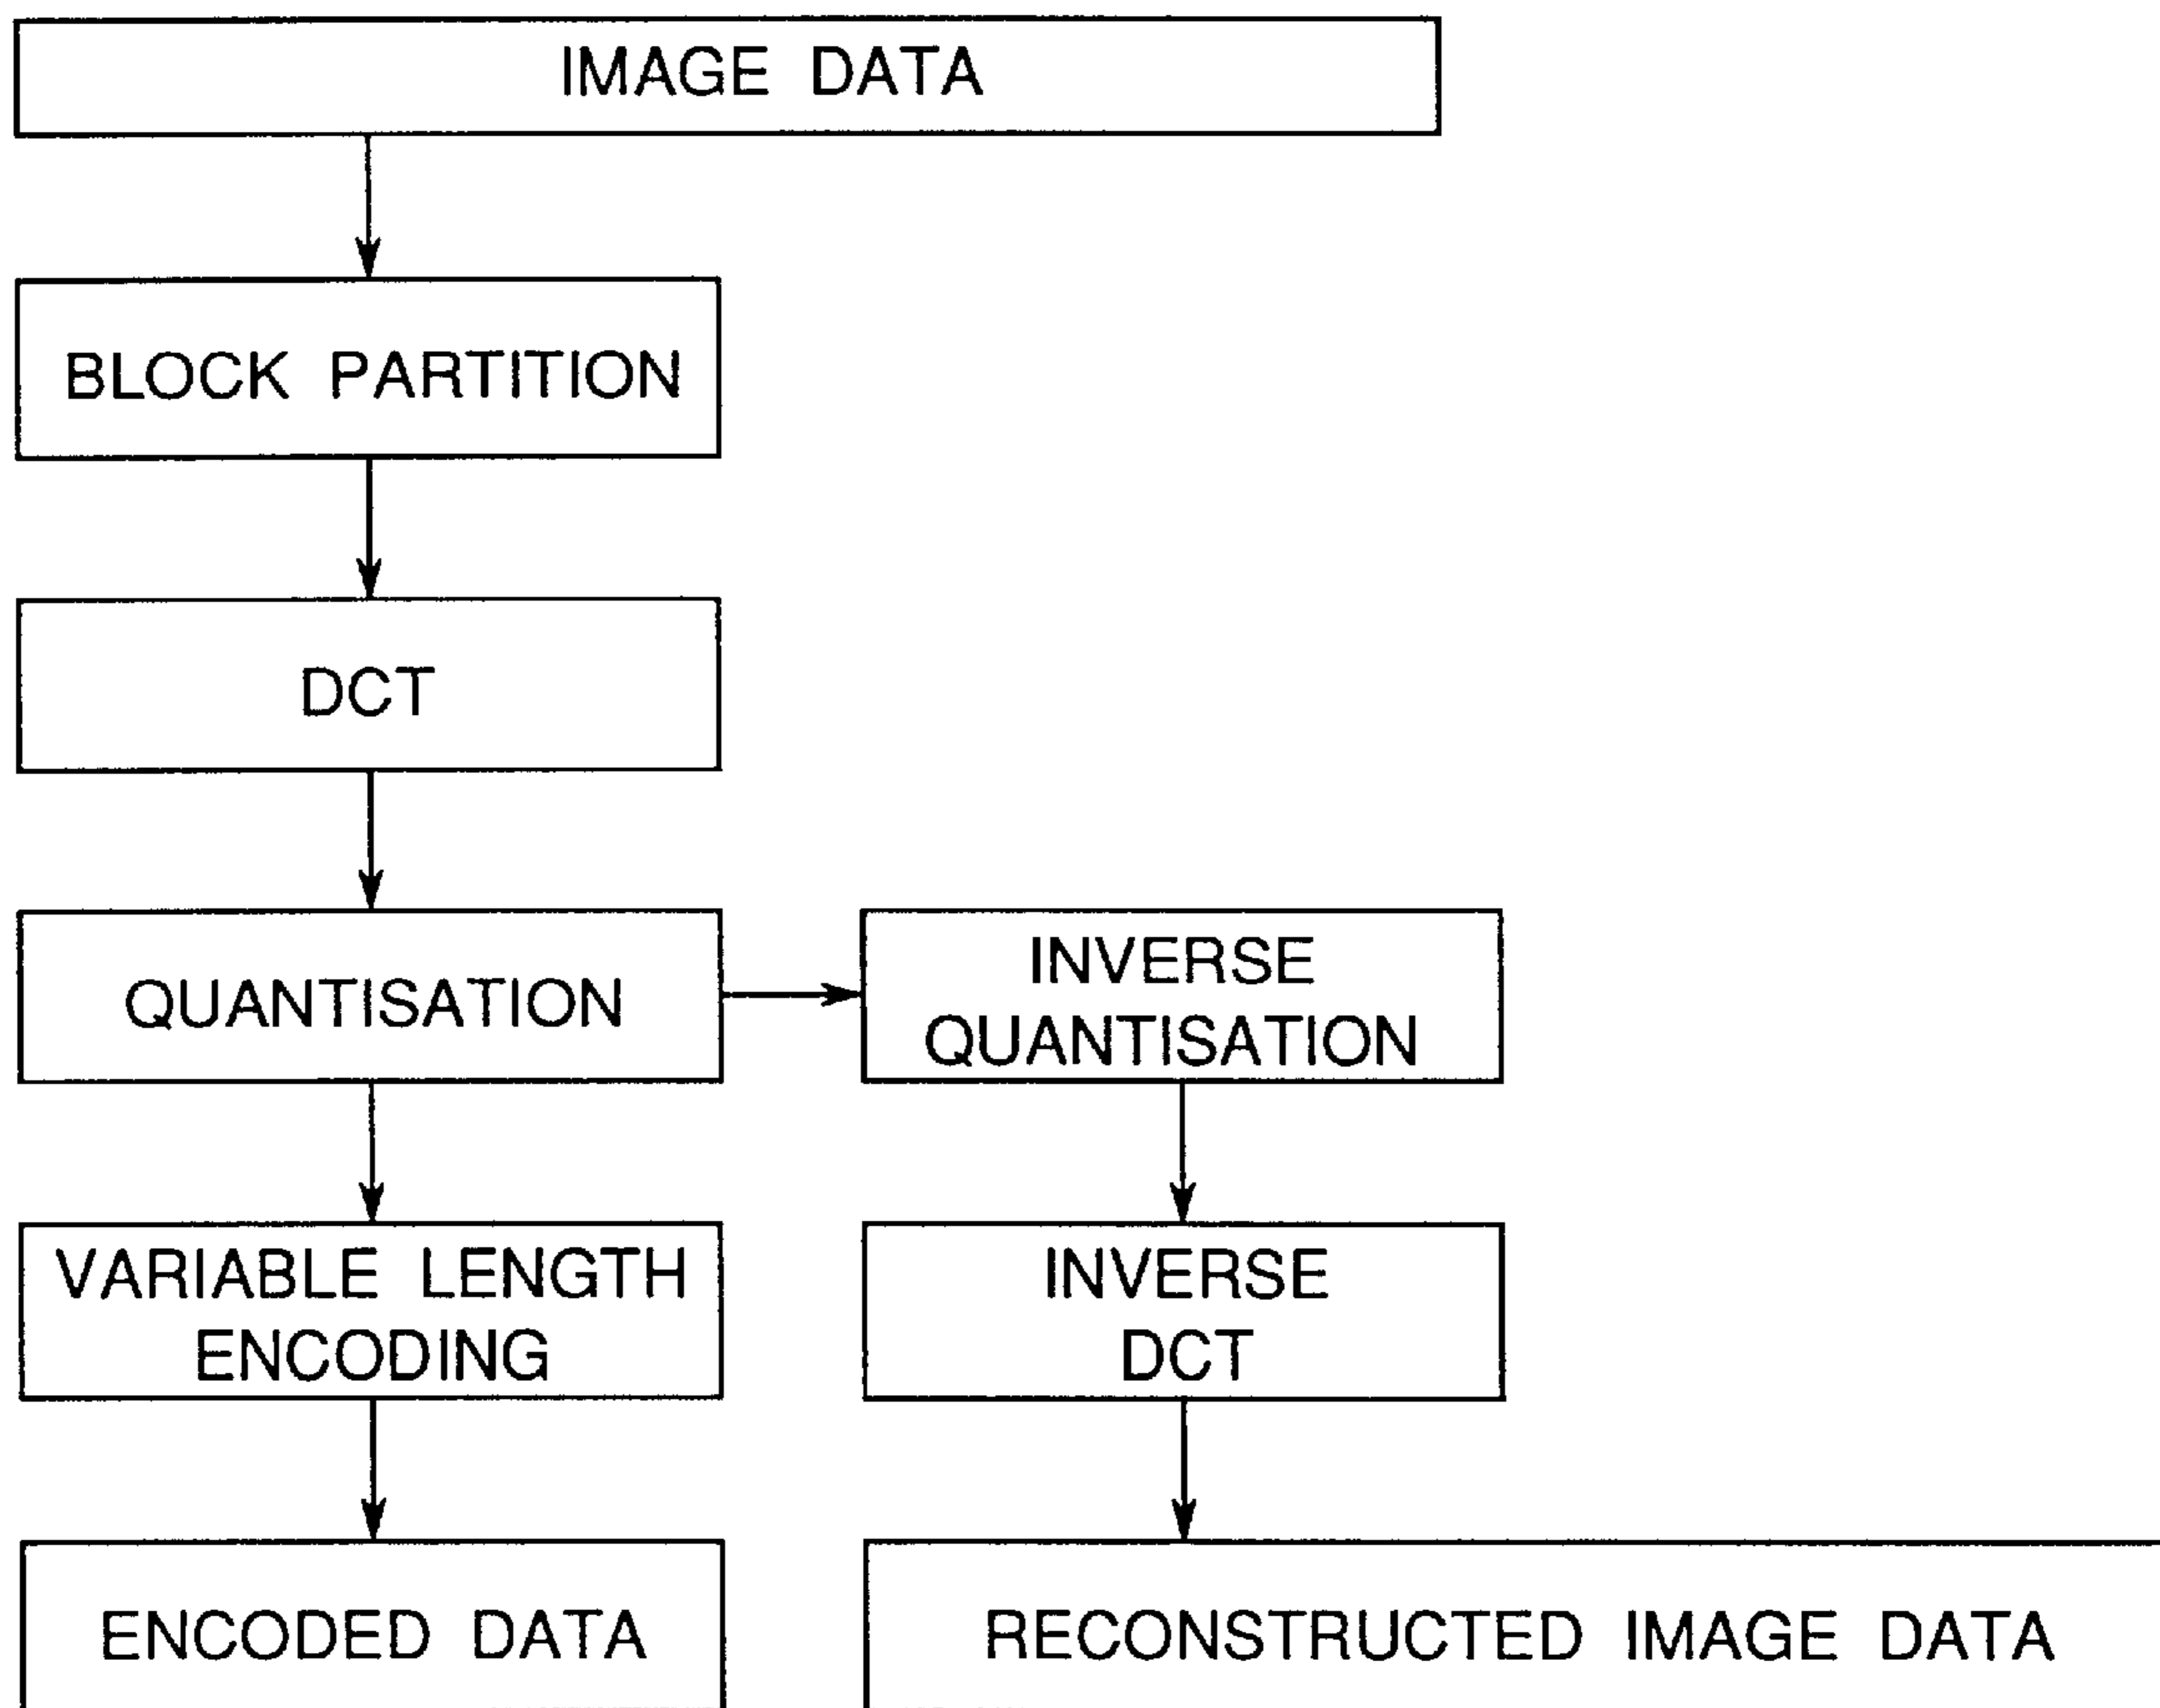 IMAGE DATA
BLOCK PARTITION
DCT
QUANTISATION
INVERSE
QUANTISATION
VARIABLE LENGTH
ENCODING
INVERSE
DCT
ENCODED DATA
RECONSTRUCTED IMAGE DATA